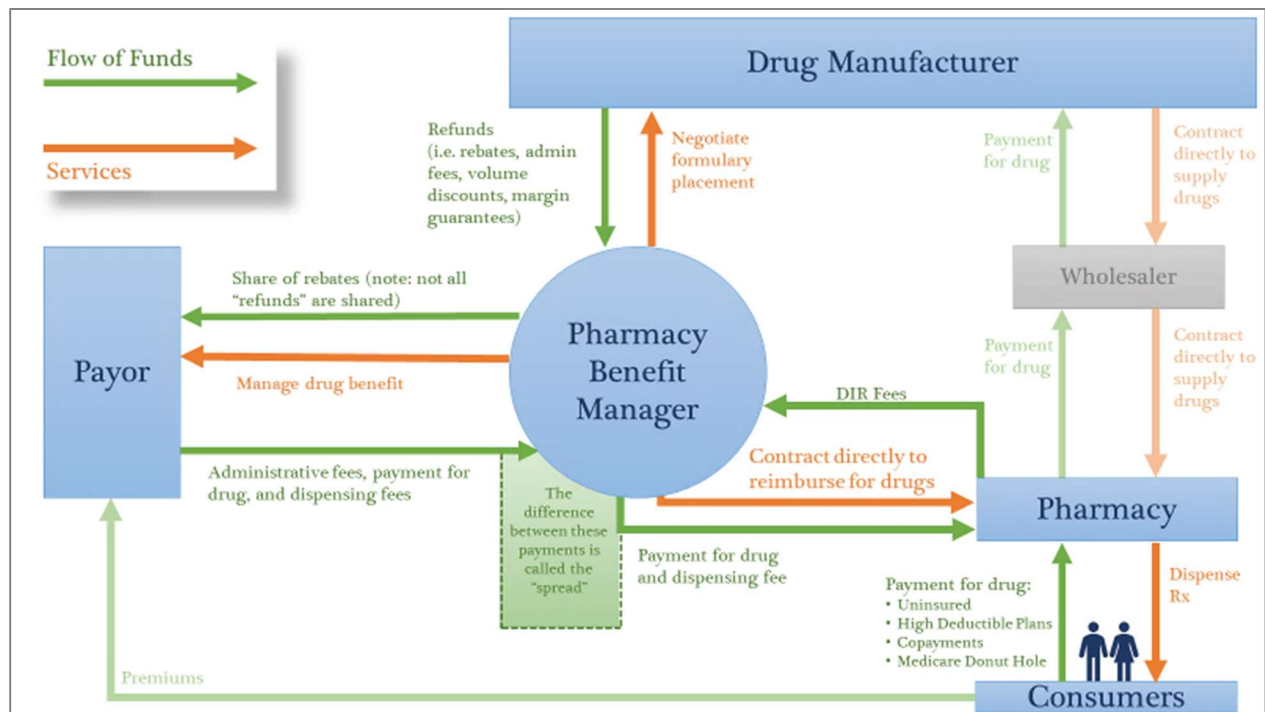 Flow of Funds
Services
Drug Manufacturer
Refunds
(i.e. rebates, admin
fees, volume
discounts, margin
guarantees)
Negotiate
formulary
placement
Payment
for drug
Contract
directly to
supply
drugs
Wholesaler
Share of rebates (note: not all
“refunds” are shared)
Payor
Manage drug benefit
Pharmacy
Benefit
Manager
Payment
for drug
Contract
directly to
supply
drugs
DIR Fees
Administrative fees, payment for
drug, and dispensing fees
Contract directly to
reimburse for drugs
The
difference
between these
payments is
called the
“spread”
Pharmacy
Payment for drug
and dispensing fee
Payment for drug:
• Uninsured
• High Deductible Plans
• Copayments
• Medicare Donut Hole
Dispense
Rx
Premiums
Consumers